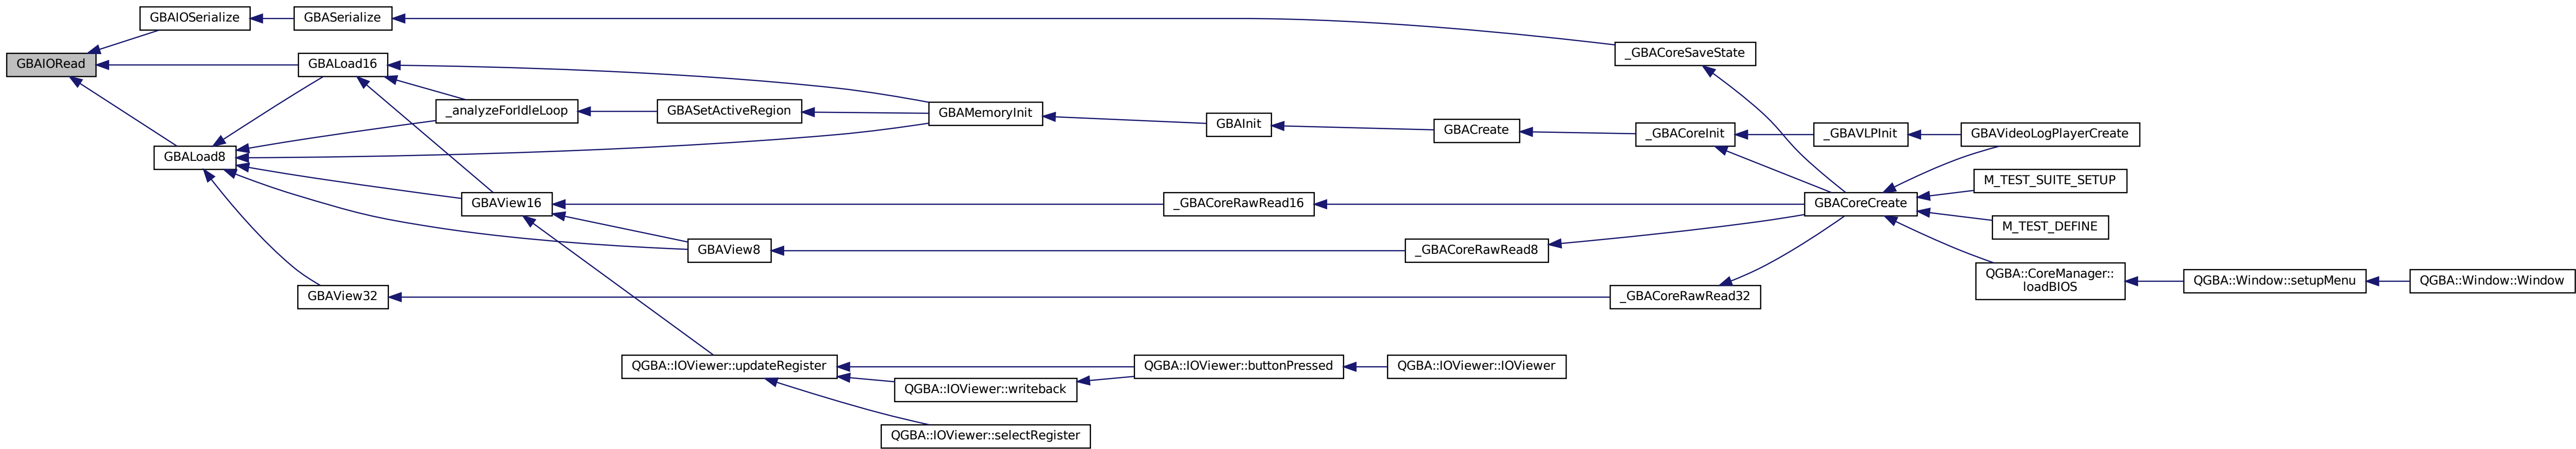 GBAIOSerialize
GBASerialize
_GBACoreSaveState
GBAIORead
GBALoad16
_analyzeForIdleLoop
GBASetActiveRegion
GBAMemoryInit
GBAInit
GBACreate
_GBACoreInit
_GBAVLPInit
GBAVideoLogPlayerCreate
GBALoad8
M_TEST_SUITE_SETUP
GBAView16
_GBACoreRawRead16
GBACoreCreate
M_TEST_DEFINE
GBAView8
_GBACoreRawRead8
QGBA::CoreManager::
loadBIOS
QGBA::Window::setupMenu
QGBA::Window::Window
GBAView32
_GBACoreRawRead32
QGBA::IOViewer::updateRegister
QGBA::IOViewer::buttonPressed
QGBA::IOViewer::IOViewer
QGBA::IOViewer::writeback
QGBA::IOViewer::selectRegister